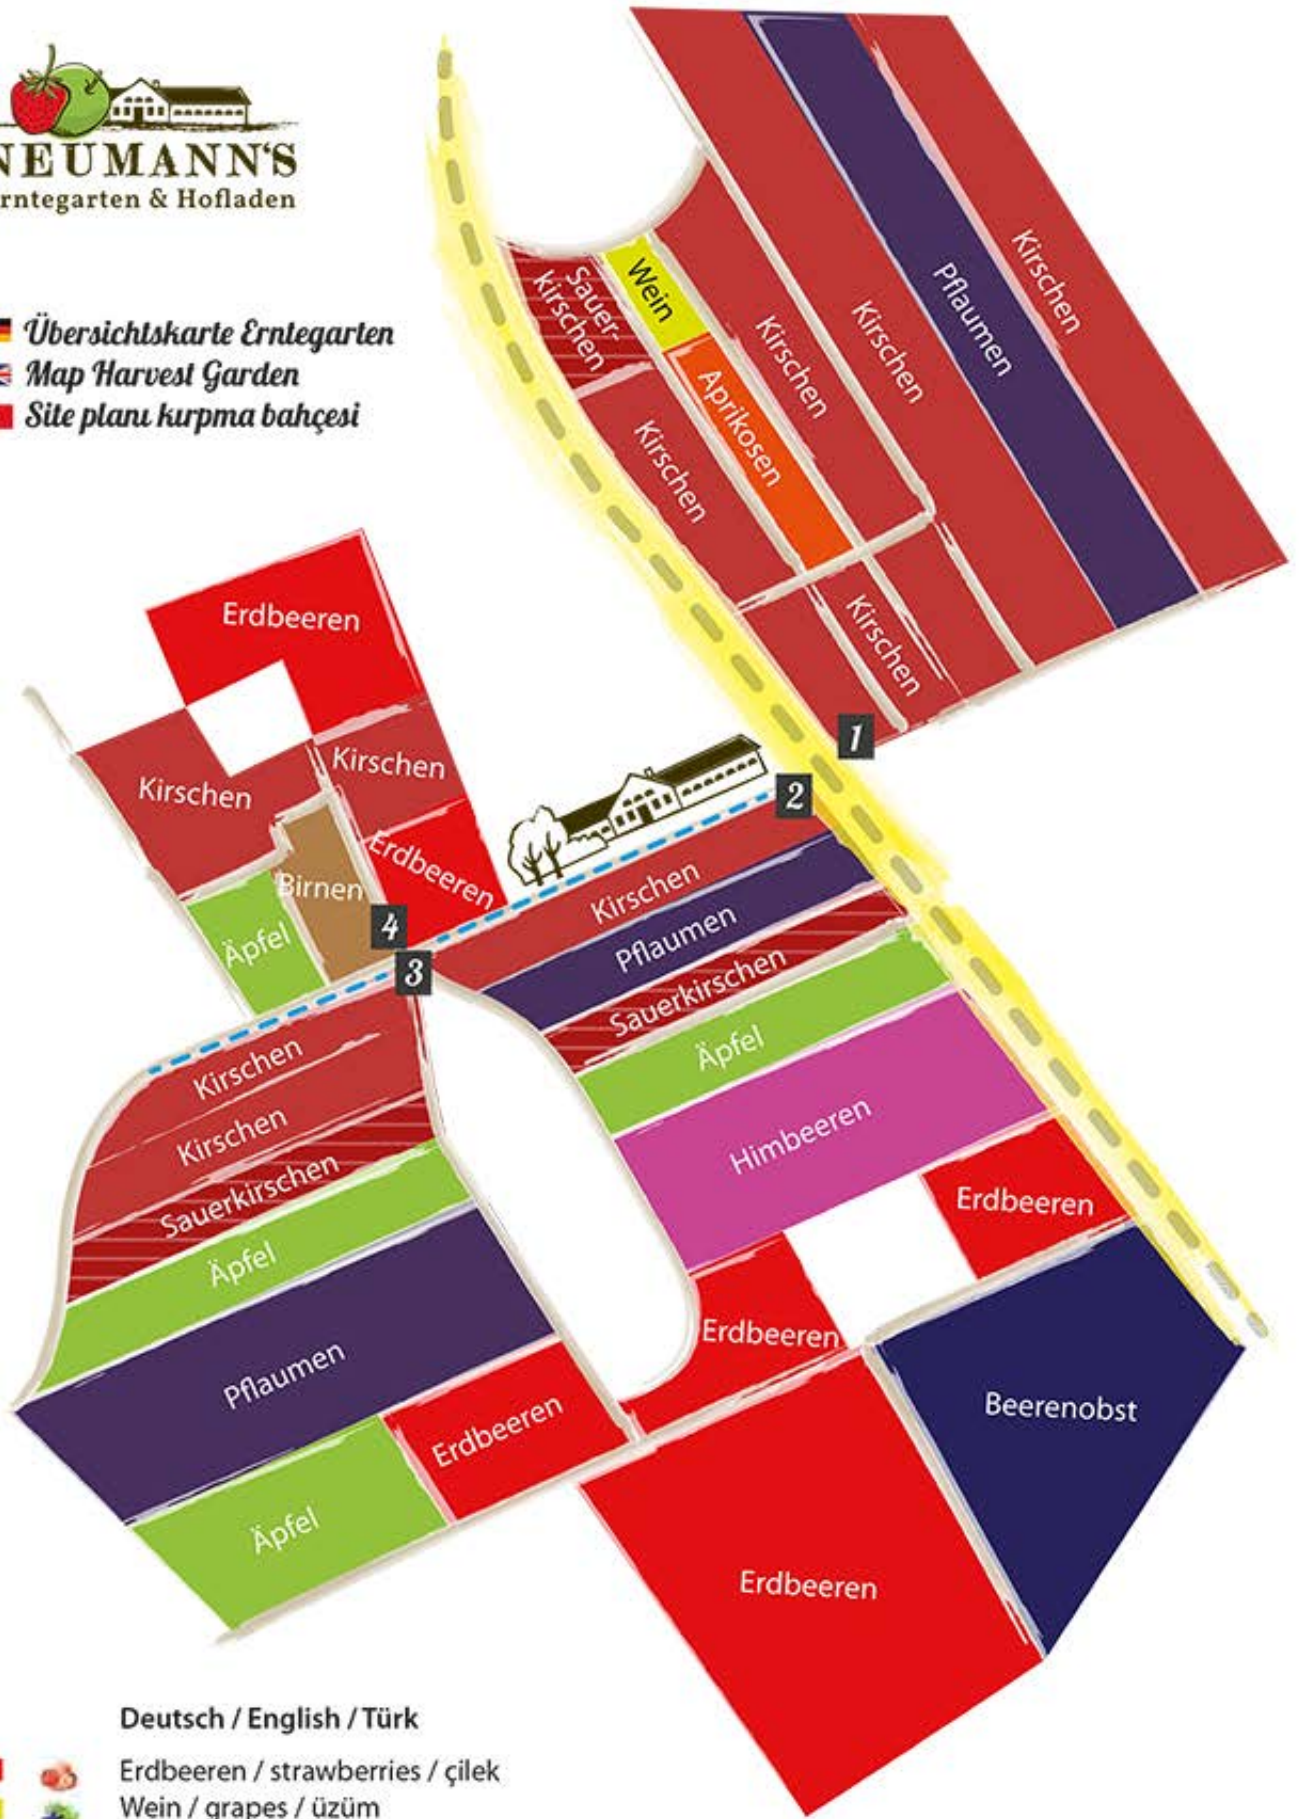 NEUMANN'S
rntegarten & Hofladen
Übersichtskarte Erntegarten
Map Harvest Garden
Site planı kırpma bahçesi
Sauer-
kirschen
Wein
Kirschen
Kirschen
Pflaumen
Kirschen
Aprikosen
Kirschen
Kirschen
1
2
Erdbeeren
Kirschen
Kirschen
Erdbeeren
Birnen
Äpfel
4
3
Kirschen
Pflaumen
Sauerkirschen
Äpfel
Himbeeren
Erdbeeren
Erdbeeren
Beerenobst
Erdbeeren
Kirschen
Kirschen
Sauerkirschen
Äpfel
Pflaumen
Erdbeeren
Äpfel
Deutsch / English / Türk
Erdbeeren / strawberries / çilek
Wein / grapes / üzüm